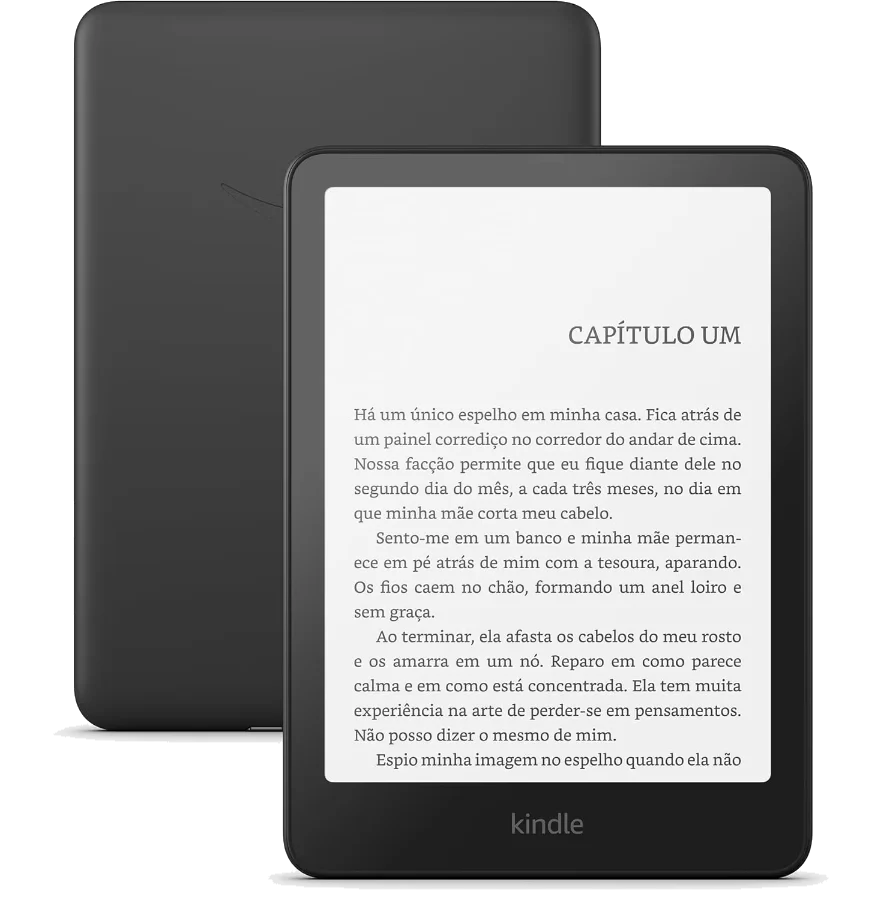 CAPÍTULO UM
Há um único espelho em minha casa. Fica atrás de
um painel corrediço no corredor do andar de cima.
Nossa facção permite que eu fique diante dele no
segundo dia do mês, a cada três meses, no dia em
que minha mãe corta meu cabelo.
Sento-me em um banco e minha mãe perman-
ece em pé atrás de mim com a tesoura, aparando.
Os fios caem no chão, formando um anel loiro e
sem graça.
Ao terminar, ela afasta os cabelos do meu rosto
e os amarra em um nó. Reparo em como parece
calma e em como está concentrada. Ela tem muita
experiência na arte de perder-se em pensamentos.
Não posso dizer o mesmo de mim.
Espio minha imagem no espelho quando ela não
kindle